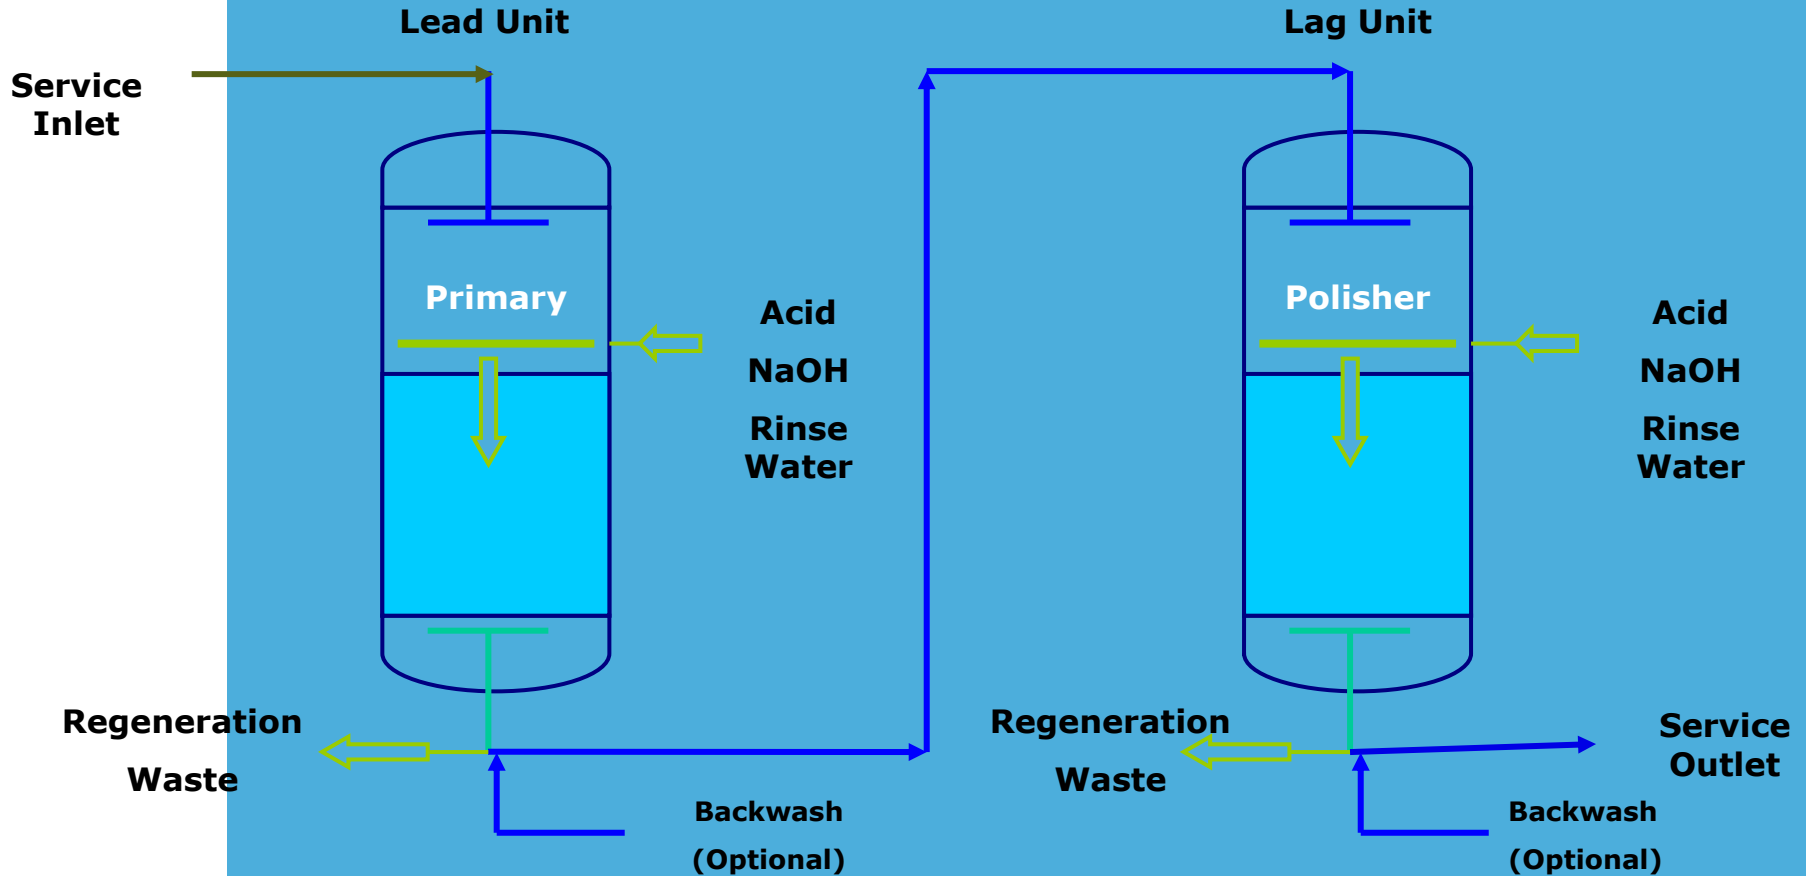 Lead Unit
Lag Unit
Service
Inlet
Primary
Acid
NaOH
Rinse
Water
Polisher
Acid
NaOH
Rinse
Water
Regeneration
Waste
Backwash
(Optional)
Regeneration
Waste
Service
Outlet
Backwash
(Optional)